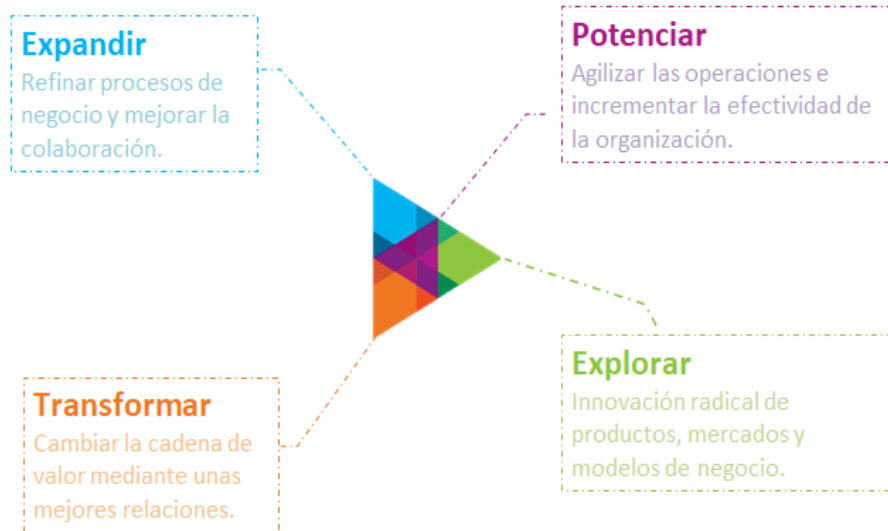 Expandir
Refinar procesos de
negocio y mejorar la
colaboración.
Potenciar
Agilizar las operaciones e
incrementar la efectividad de
la organización.
Transformar
Cambiar la cadena de
valor mediante unas
mejores relaciones.
Explorar
Innovación radical de
productos, mercados y
modelos de negocio.